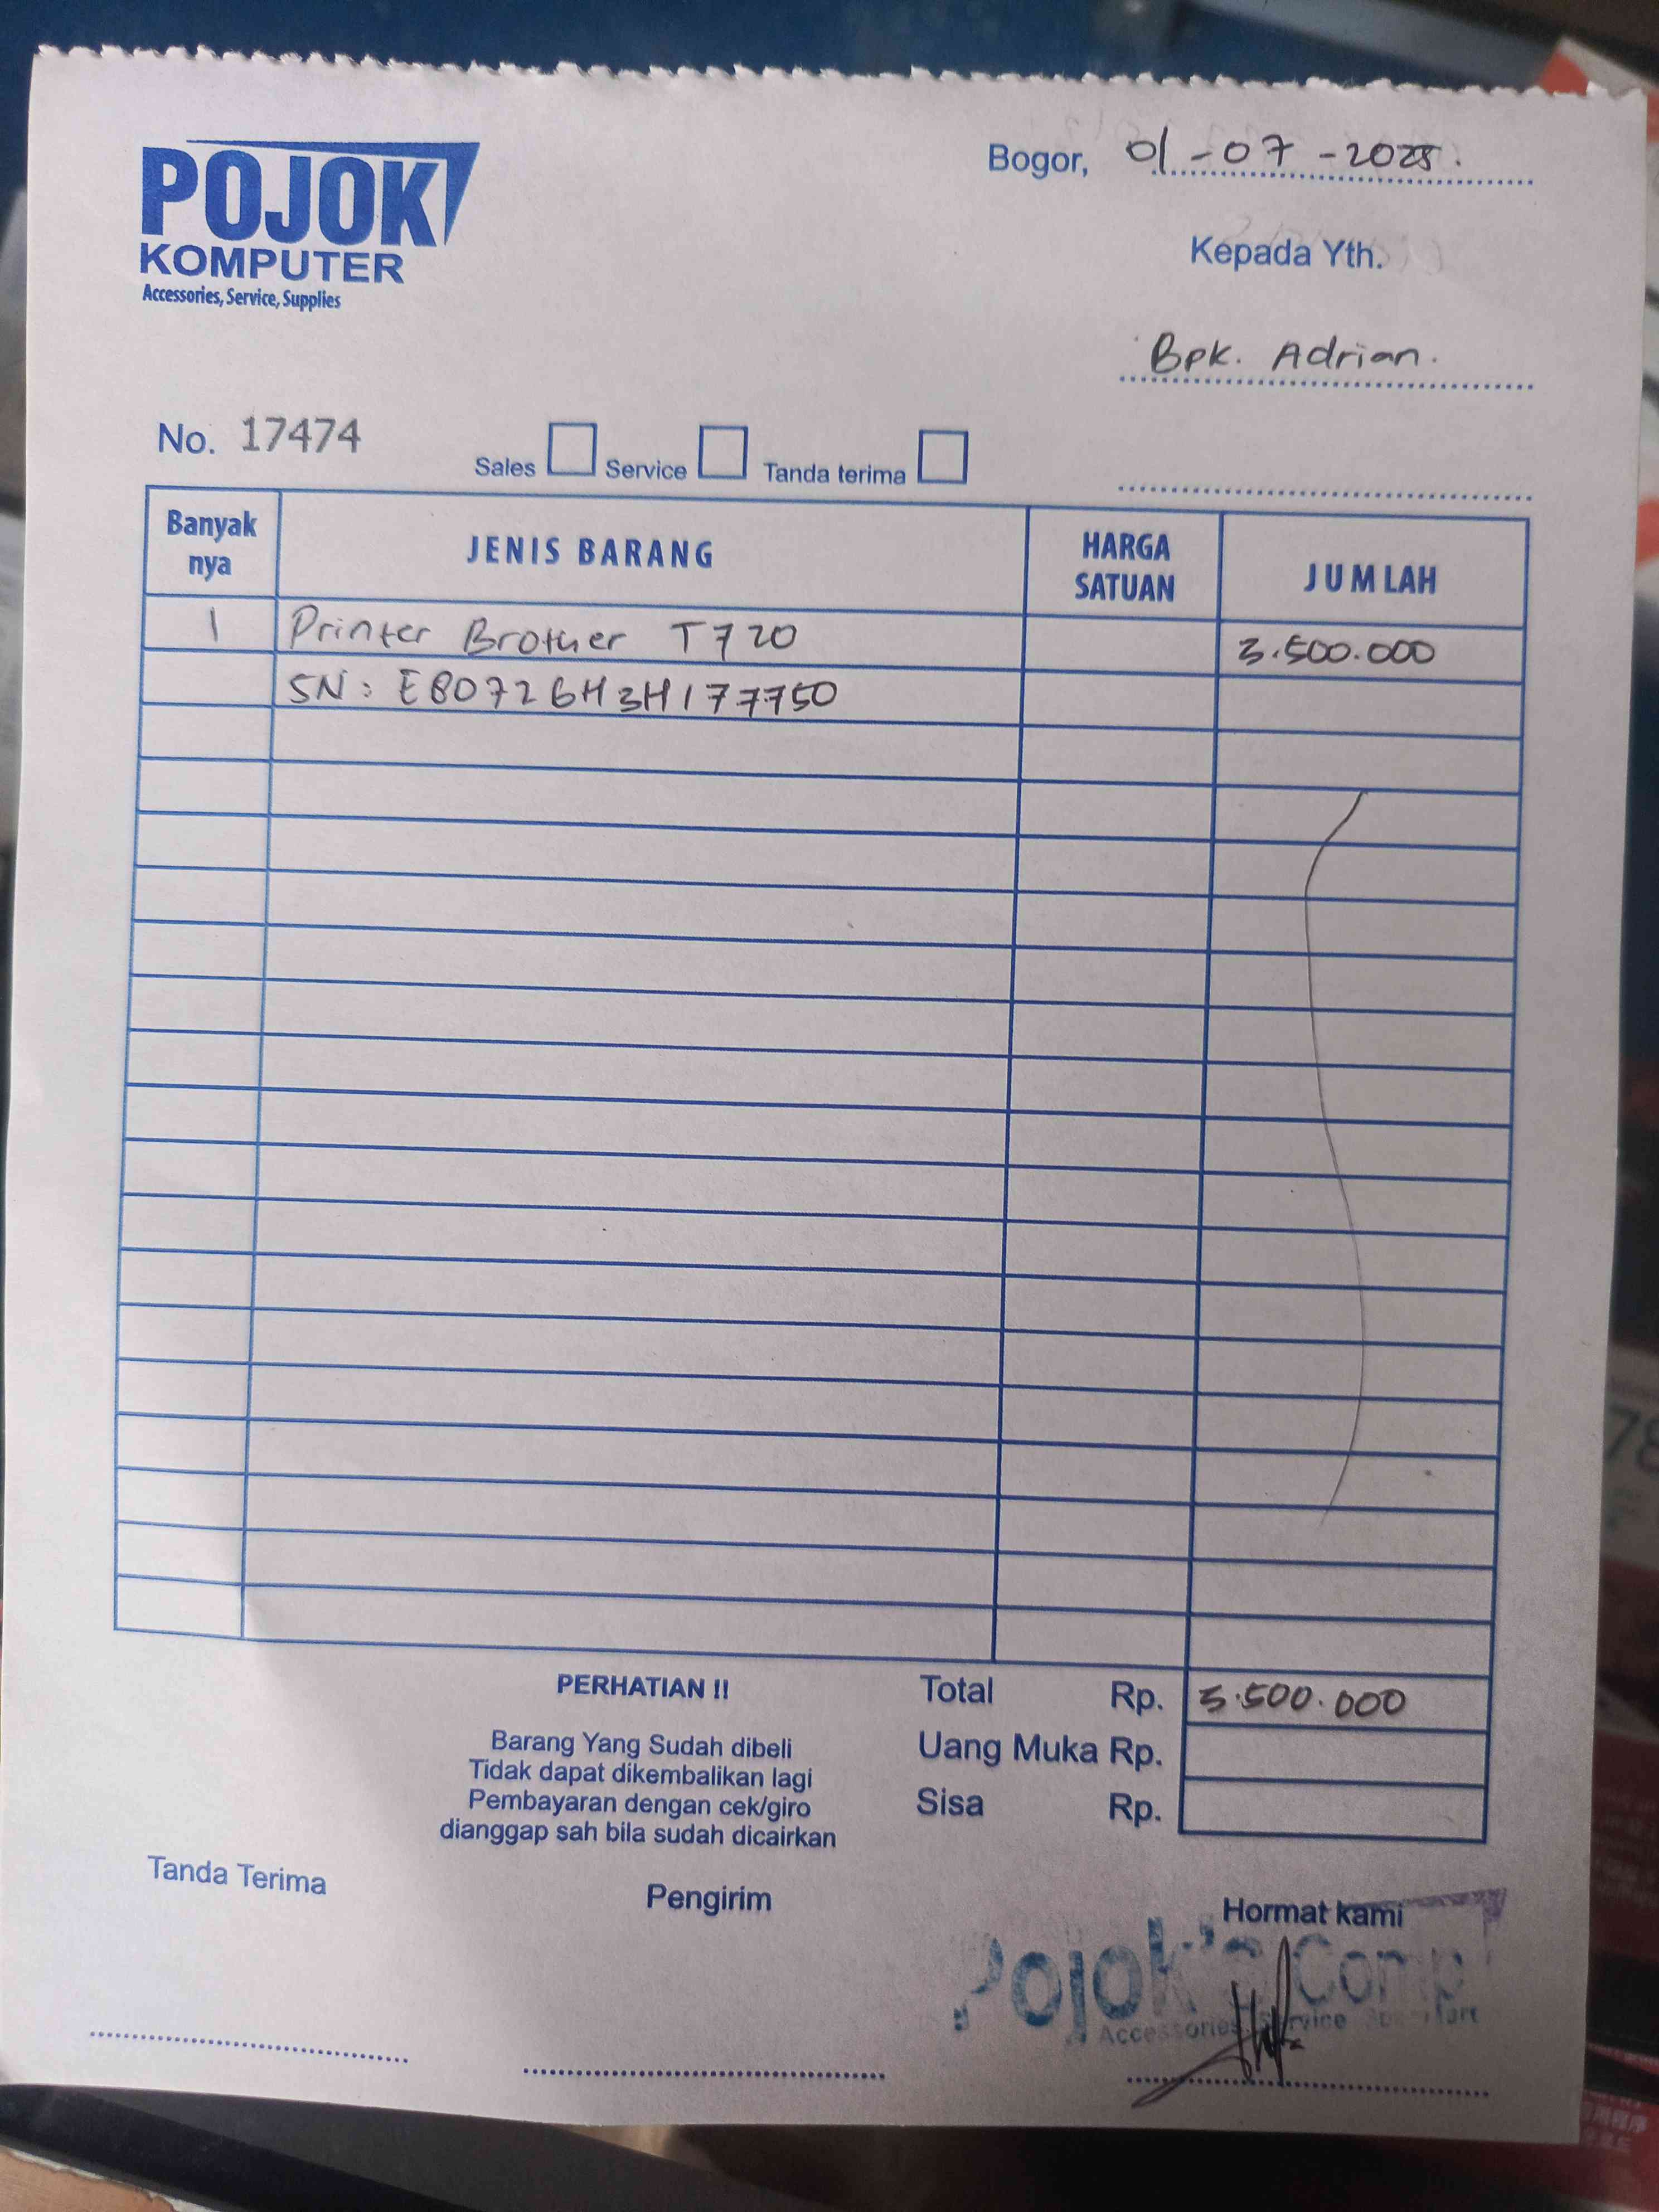 POJOK
KOMPUTER
Accessories, Service, Supplies
Bogor, 01-07-2025.
Kepada Yth.
Bpk. Adrian.
No. 17474
Sales Service Tanda terima
Banyak nya JENIS BARANG HARGA SATUAN JUMLAH
1 Printer Brother T720 3.500.000
SN: E80726H3H177750
PERHATIAN !!
Barang Yang Sudah dibeli
Tidak dapat dikembalikan lagi
Pembayaran dengan cek/giro
dianggap sah bila sudah dicairkan
Total Rp. 3.500.000
Uang Muka Rp.
Sisa Rp.
Tanda Terima
Pengirim
Hormat kami
Pojok's Comp
Accessories Service